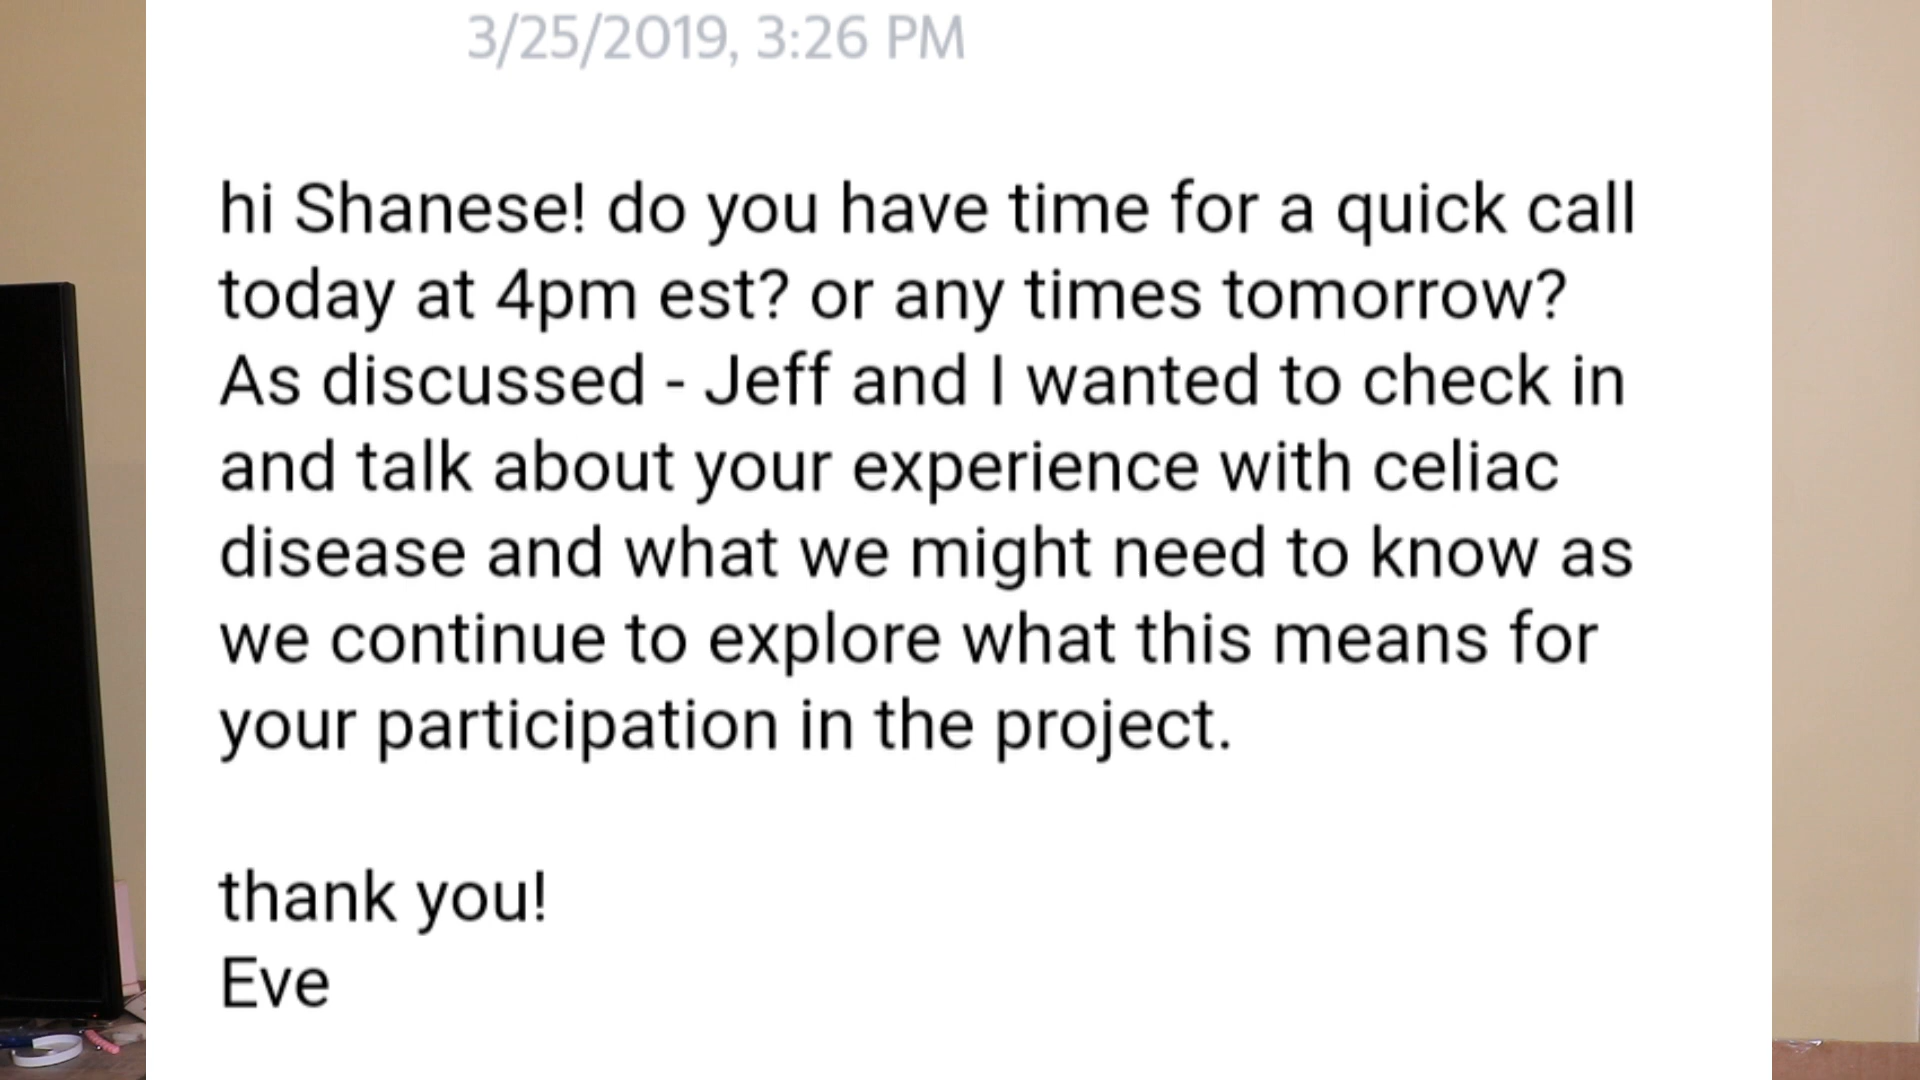 3/25/2019, 3:26 PM
hi Shanese! do you have time for a quick call
today at 4pm est? or any times tomorrow?
As discussed - Jeff and I wanted to check in
and talk about your experience with celiac
disease and what we might need to know as
we continue to explore what this means for
your participation in the project.
thank you!
Eve